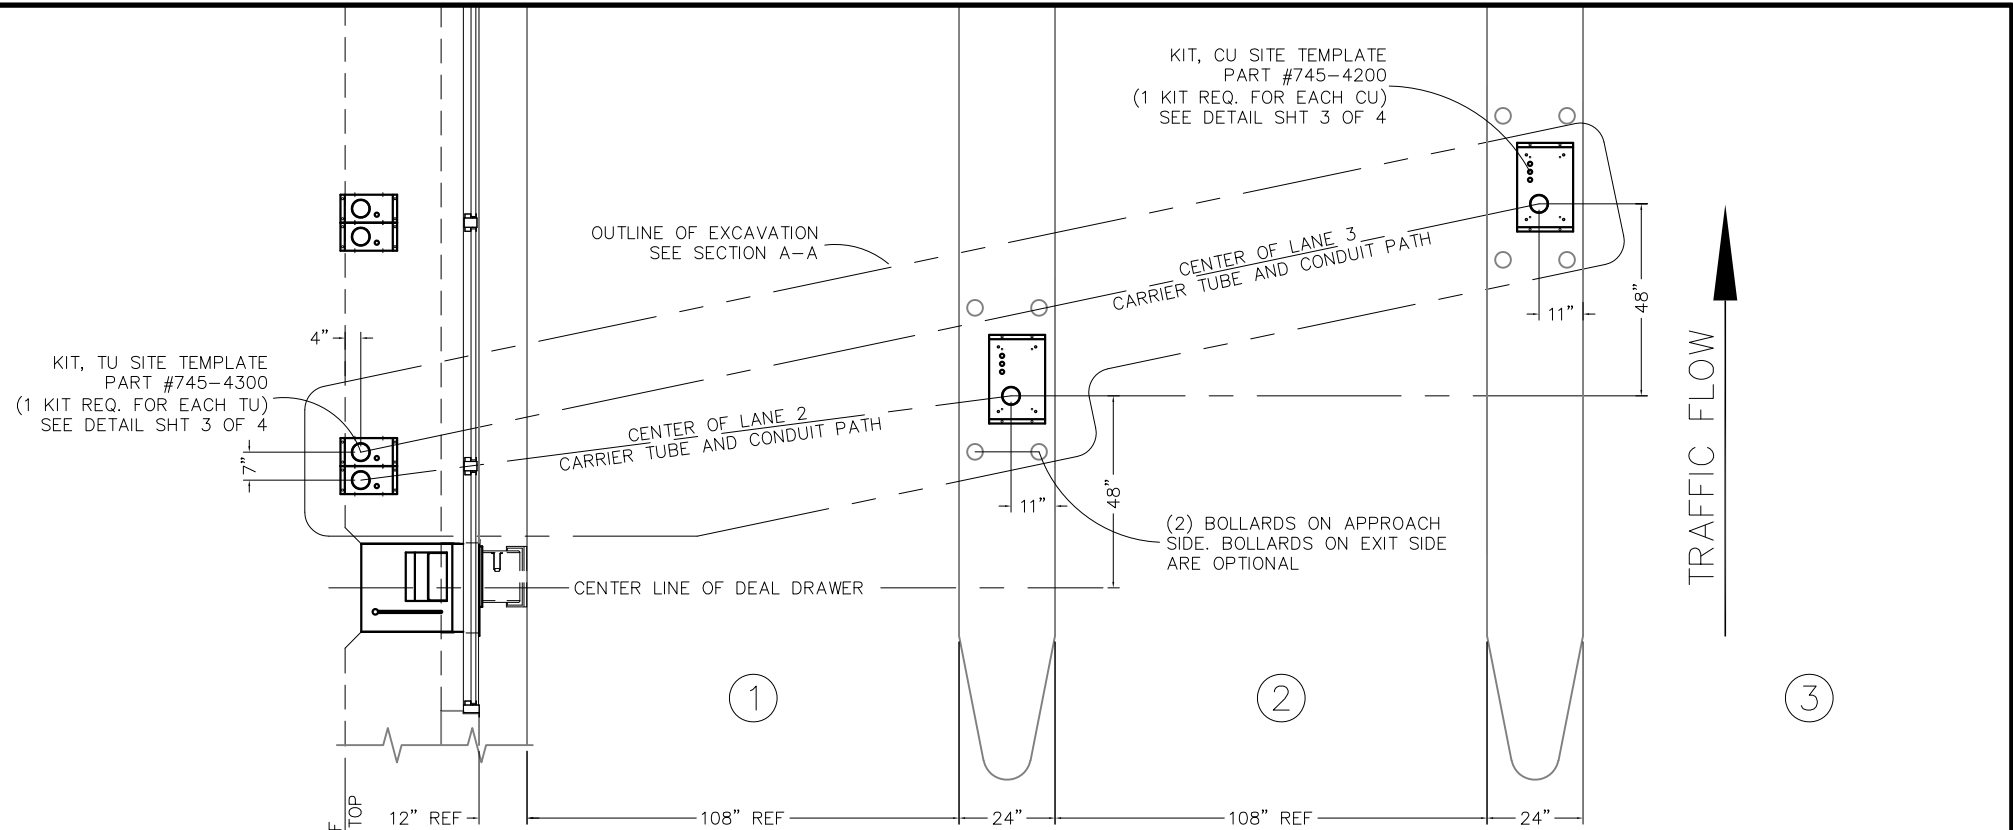 KIT, CU SITE TEMPLATE
PART #745-4200
(1 KIT REQ. FOR EACH CU)
SEE DETAIL SHT 3 OF 4
OUTLINE OF EXCAVATION
SEE SECTION A-A
CENTER OF LANE 3
CARRIER TUBE AND CONDUIT PATH
11"
48"
4"
KIT, TU SITE TEMPLATE
PART #745-4300
(1 KIT REQ. FOR EACH TU)
SEE DETAIL SHT 3 OF 4
7"
CENTER OF LANE 2
CARRIER TUBE AND CONDUIT PATH
11"
48"
(2) BOLLARDS ON APPROACH
SIDE. BOLLARDS ON EXIT SIDE
ARE OPTIONAL
TRAFFIC FLOW
CENTER LINE OF DEAL DRAWER
1
2
3
TOP
12" REF
108" REF
24"
108" REF
24"